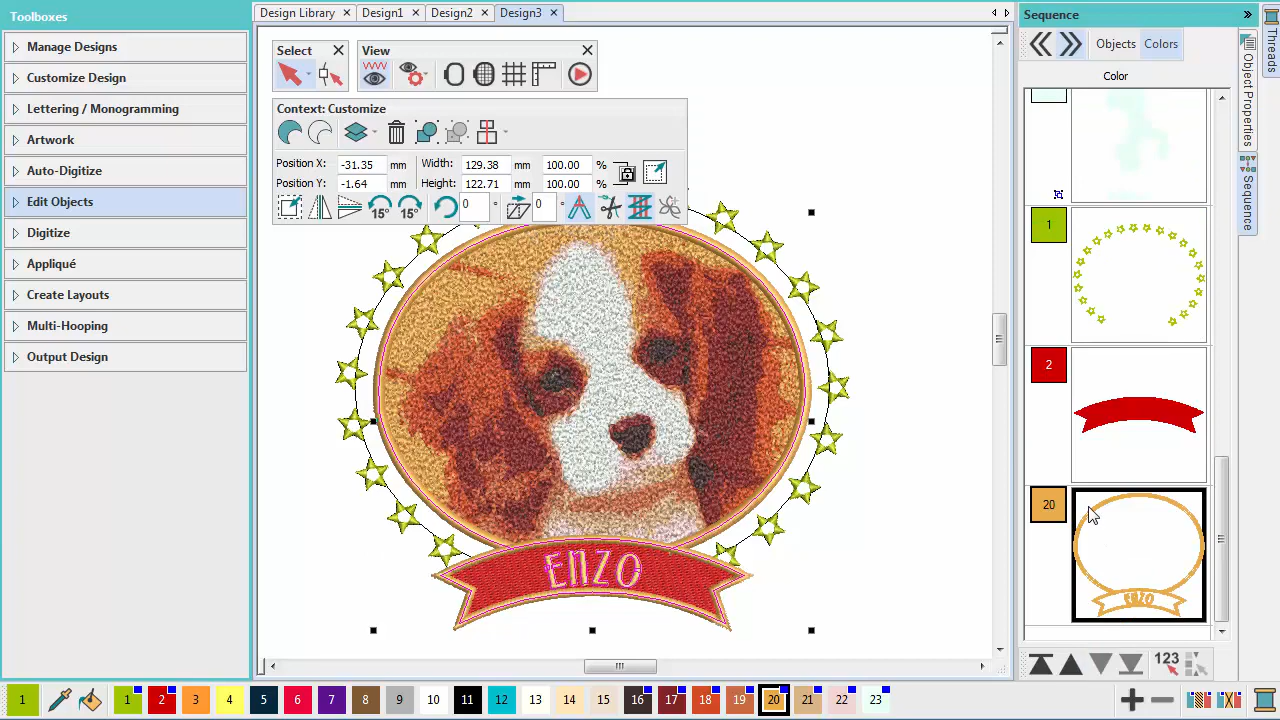 Toolboxes
Manage Designs
Customize Design
Lettering / Monogramming
Artwork
Auto-Digitize
Edit Objects
Digitize
Appliqué
Create Layouts
Multi-Hooping
Output Design
Design Library
Design1
Design2
Design3
Select
View
Context: Customize
Position X: -31.35 mm Width: 129.38 mm 100.00 %
Position Y: -1.64 mm Height: 122.71 mm 100.00 %
15° 15° 0 ° 0 °
ENZO
Sequence
Objects Colors
Color
1
2
20
ENZO
123
Threads
Object Properties
Sequence
1 1 2 3 4 5 6 7 8 9 10 11 12 13 14 15 16 17 18 19 20 21 22 23